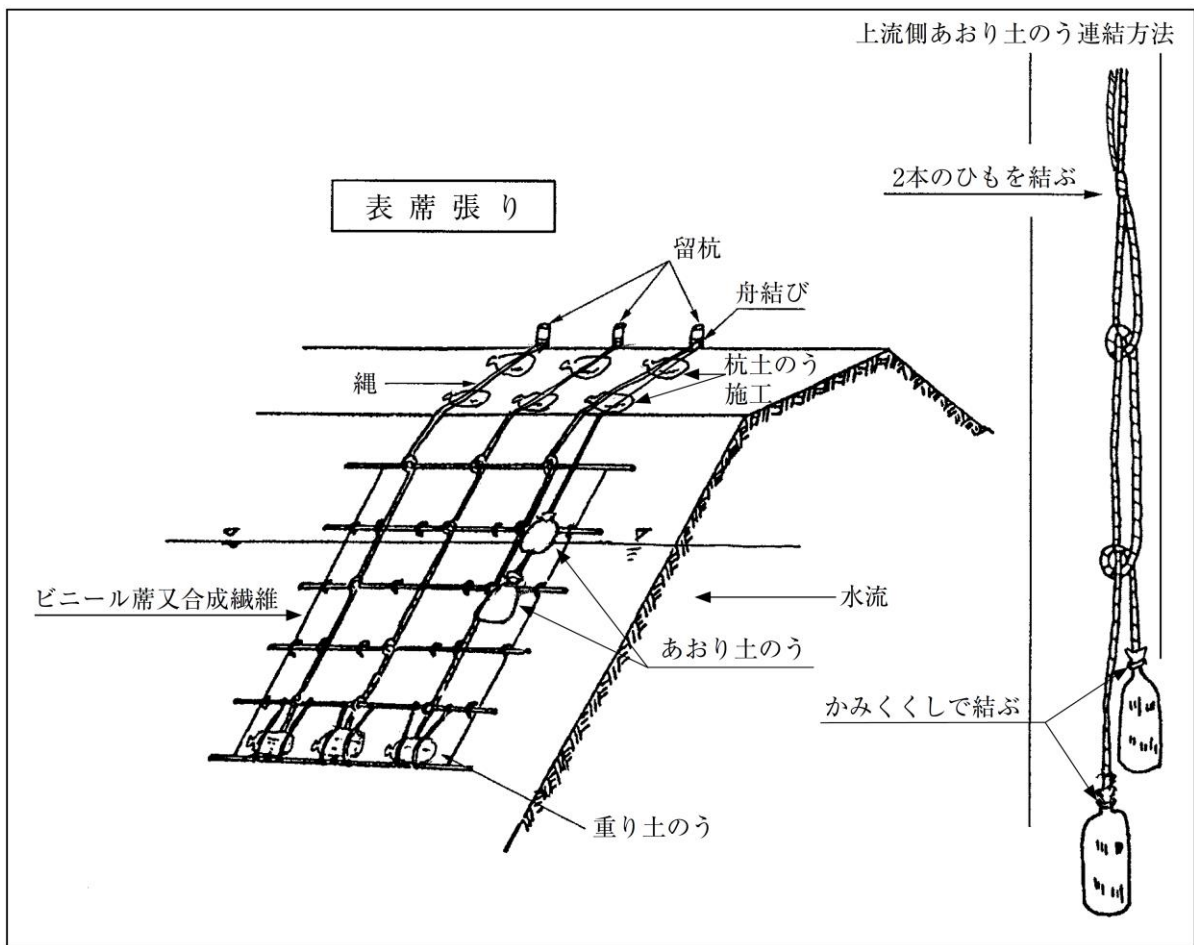 上流側あおり土のう連結方法
2本のひもを結ぶ
表蓆張り
留杭
舟結び
縄
杭土のう
施工
ビニール蓆又合成繊維
水流
あおり土のう
かみくくしで結ぶ
重り土のう